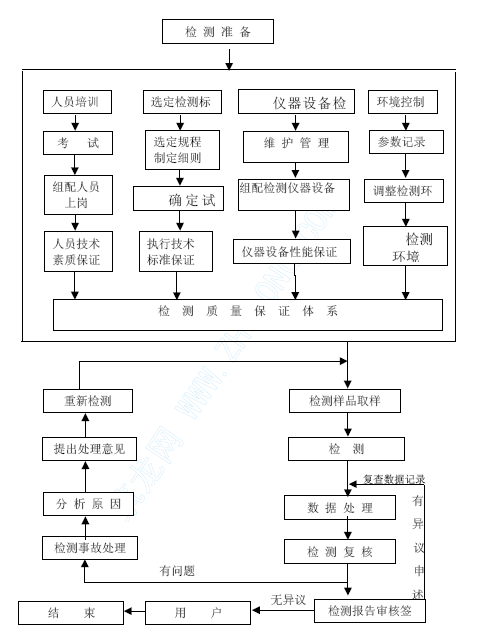 检 测 准 备
人员培训
选定检测标
仪器设备检
环境控制
考 试
选定规程
制定细则
维 护 管 理
参数记录
组配人员
上岗
确 定 试
组配检测仪器设备
调整检测环
人员技术
素质保证
执行技术
标准保证
仪器设备性能保证
检测
环境
检 测 质 量 保 证 体 系
重新检测
检测样品取样
提出处理意见
检 测
复查数据记录
分 析 原 因
数 据 处 理
有
异
议
申
述
检测事故处理
检 测 复 核
有问题
无异议
结 束
用 户
检测报告审核签